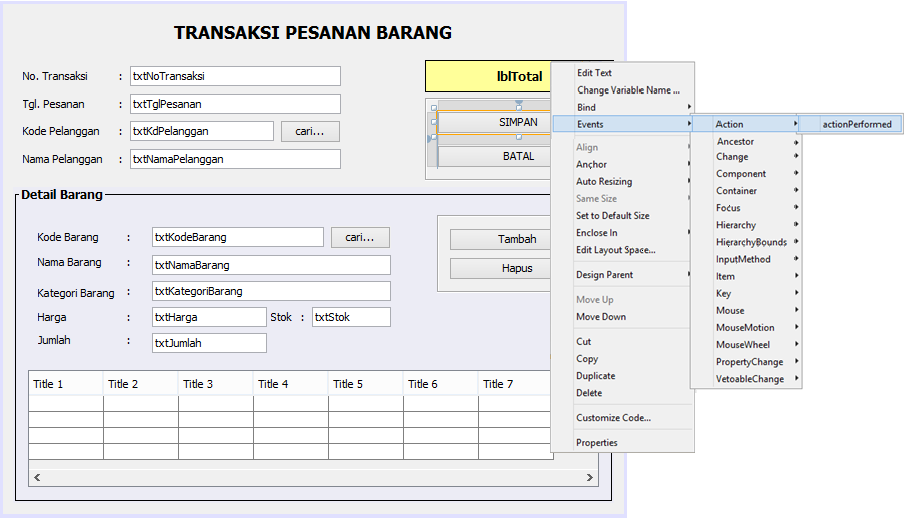 TRANSAKSI PESANAN BARANG
No. Transaksi : txtNoTransaksi
Tgl. Pesanan : txtTglPesanan
Kode Pelanggan : txtKdPelanggan cari...
Nama Pelanggan : txtNamaPelanggan
lblTotal
SIMPAN
BATAL
Detail Barang
Kode Barang : txtKodeBarang cari...
Nama Barang : txtNamaBarang
Kategori Barang : txtKategoriBarang
Harga : txtHarga Stok : txtStok
Jumlah : txtJumlah
Tambah
Hapus
Title 1 Title 2 Title 3 Title 4 Title 5 Title 6 Title 7
Edit Text
Change Variable Name ...
Bind
Events
Align
Anchor
Auto Resizing
Same Size
Set to Default Size
Enclose In
Edit Layout Space...
Design Parent
Move Up
Move Down
Cut
Copy
Duplicate
Delete
Customize Code...
Properties
Action
Ancestor
Change
Component
Container
Focus
Hierarchy
HierarchyBounds
InputMethod
Item
Key
Mouse
MouseMotion
MouseWheel
PropertyChange
VetoableChange
actionPerformed